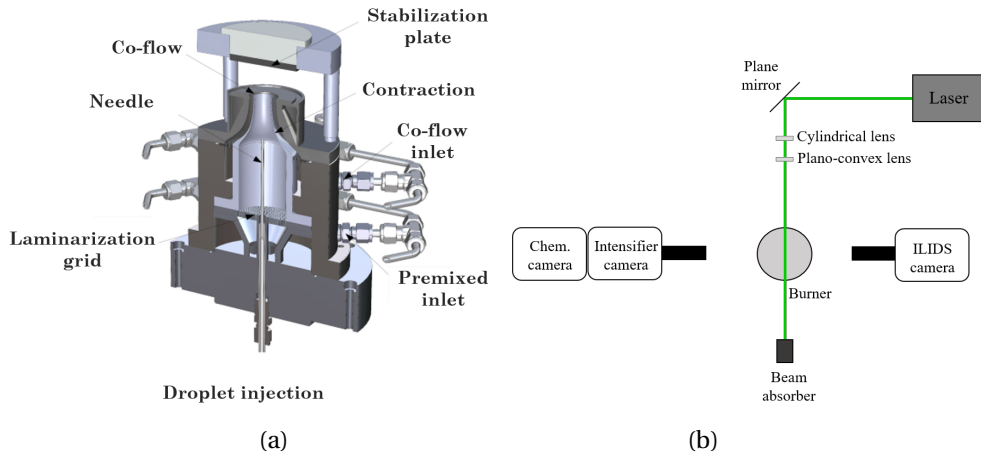 Stabilization
plate
Co-flow
Needle
Contraction
Co-flow
inlet
Laminarization
grid
Premixed
inlet
Droplet injection
(a)
Plane
mirror
Laser
Cylindrical lens
Plano-convex lens
Chem.
camera
Intensifier
camera
ILIDS
camera
Burner
Beam
absorber
(b)